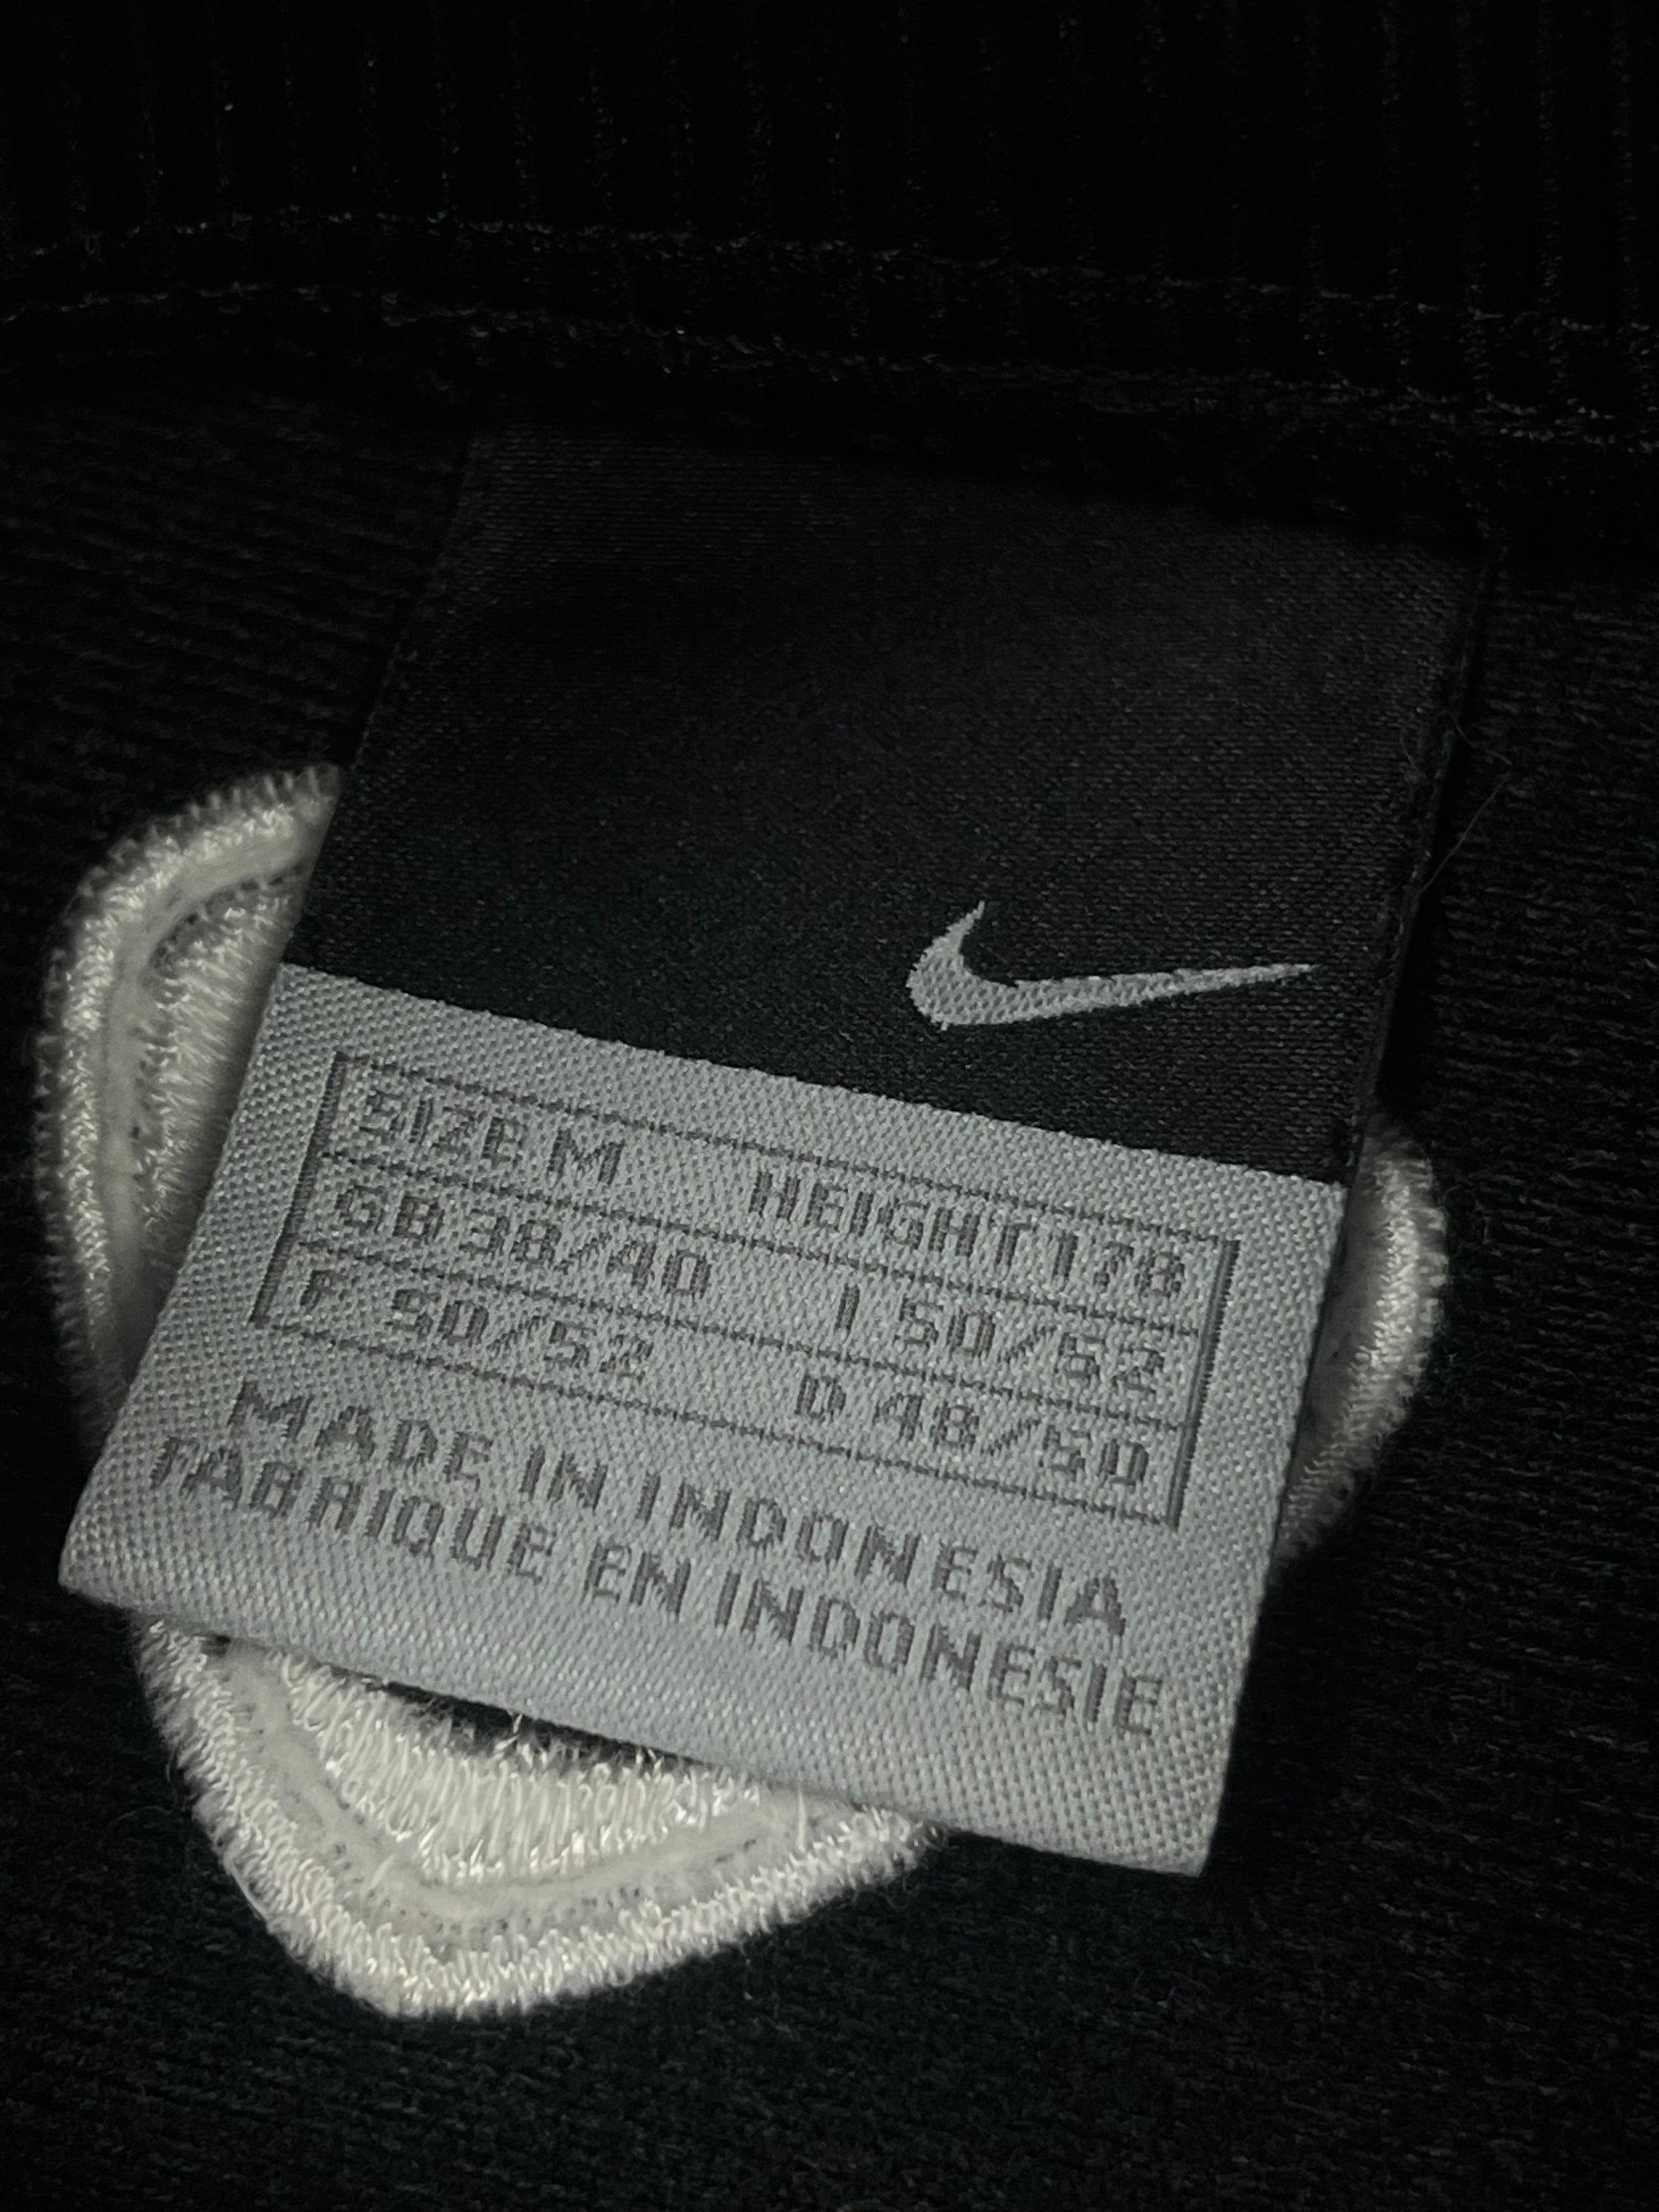 SIZE M HEIGHT 178
GB 38/40 I 50/52
F 50/52 D 48/50
MADE IN INDONESIA
FABRIQUE EN INDONESIE